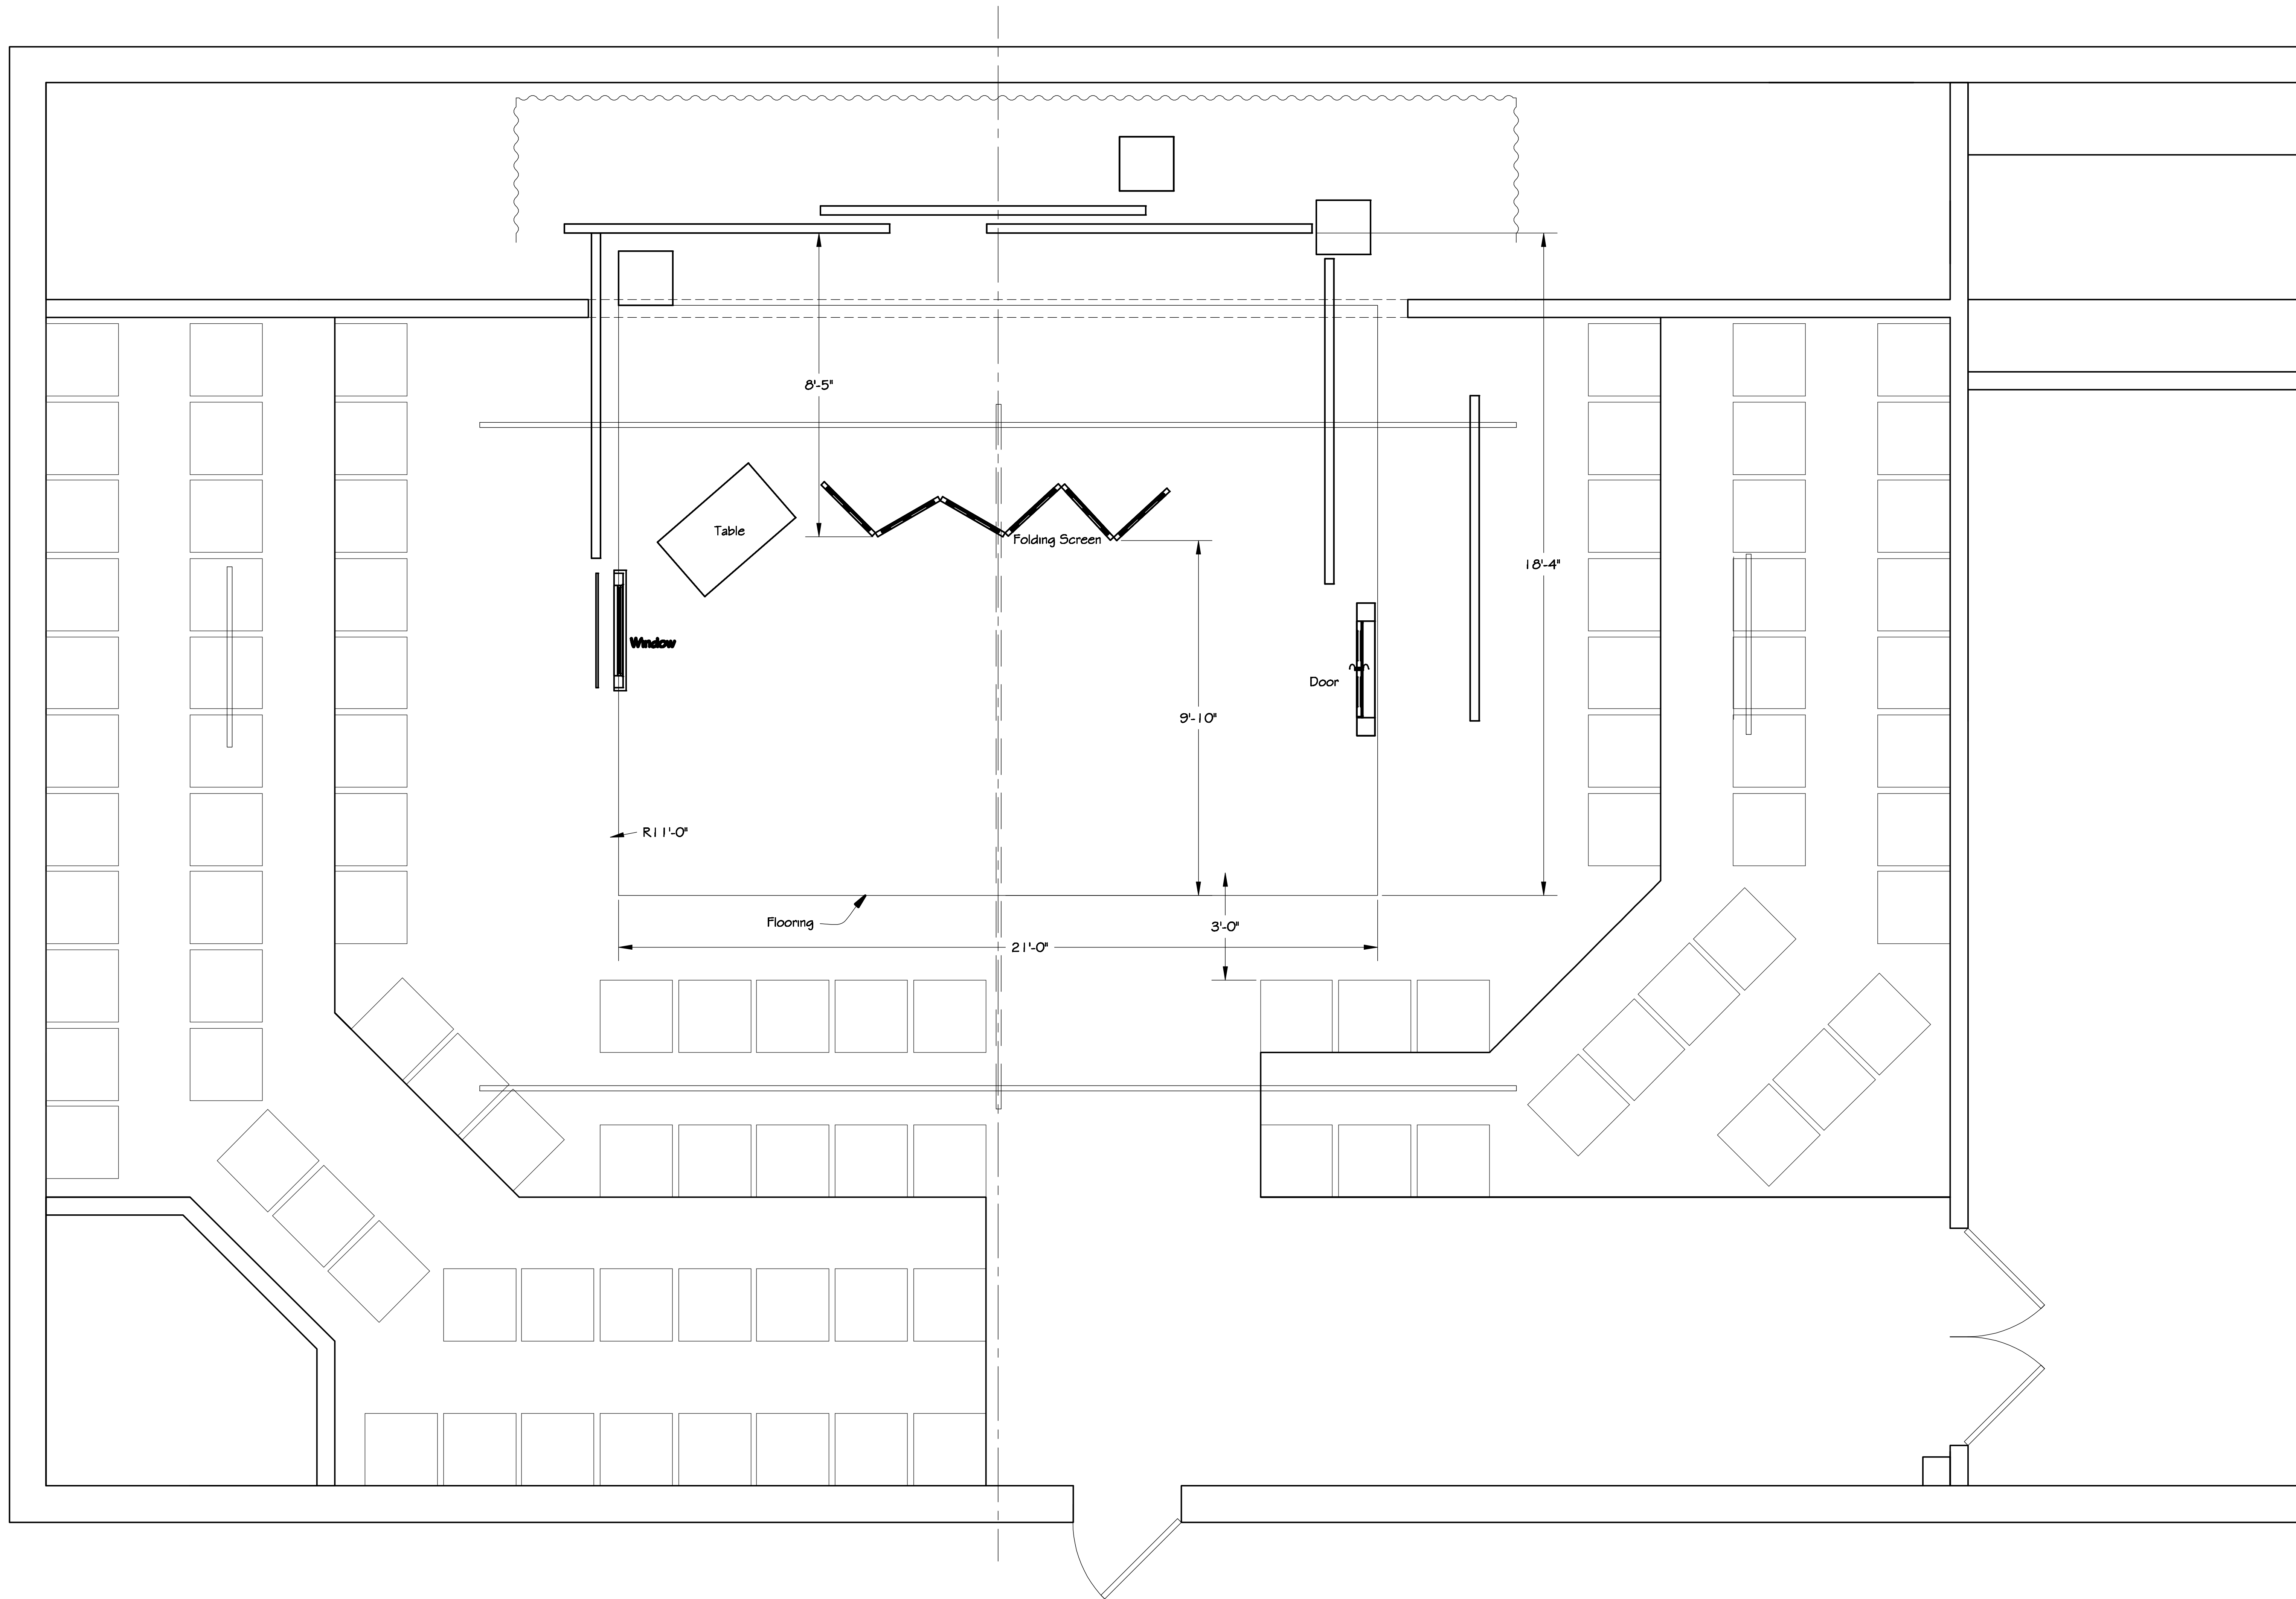 8'-5"
Table
Folding Screen
18'-4"
Window
Door
9'-10"
R11'-0"
Flooring
3'-0"
21'-0"